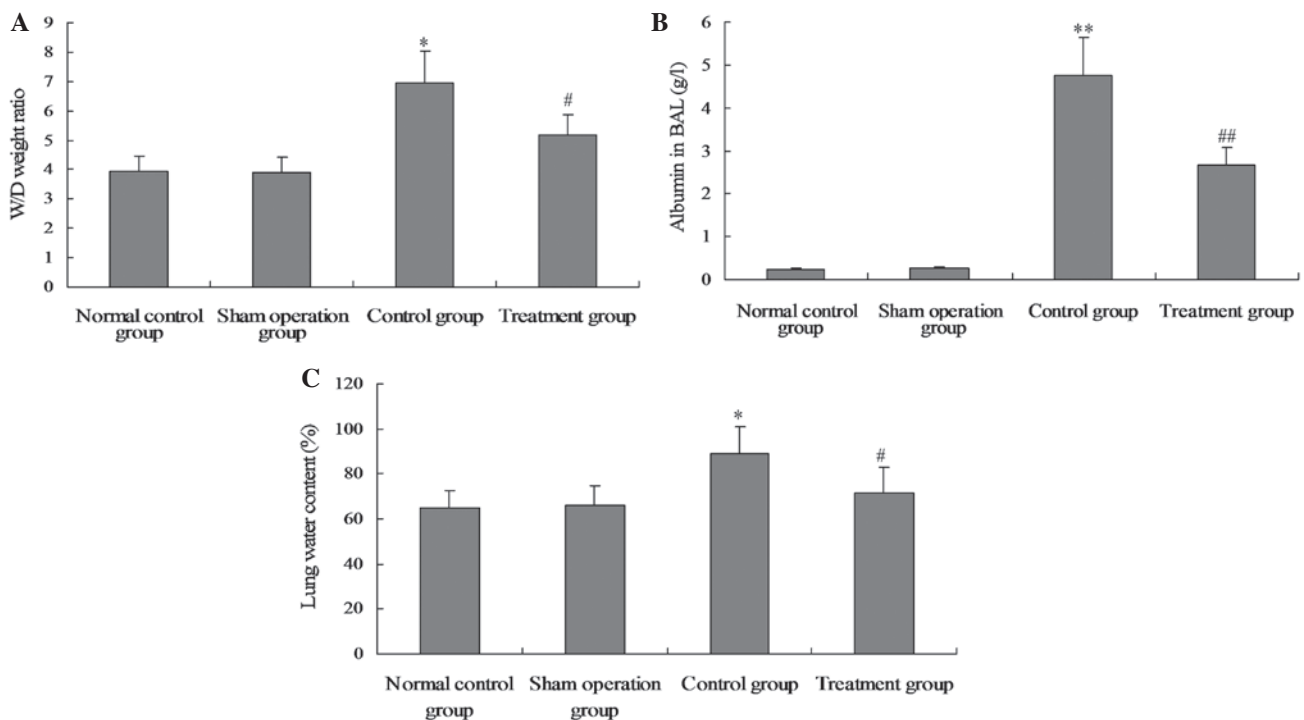 A
W/D weight ratio
9
8
7
6
5
4
3
2
1
0
*
#
Normal control group
Sham operation group
Control group
Treatment group
B
Albumin in BAL (g/l)
6
5
4
3
2
1
0
**
##
Normal control group
Sham operation group
Control group
Treatment group
C
Lung water content (%)
120
100
80
60
40
20
0
*
#
Normal control group
Sham operation group
Control group
Treatment group